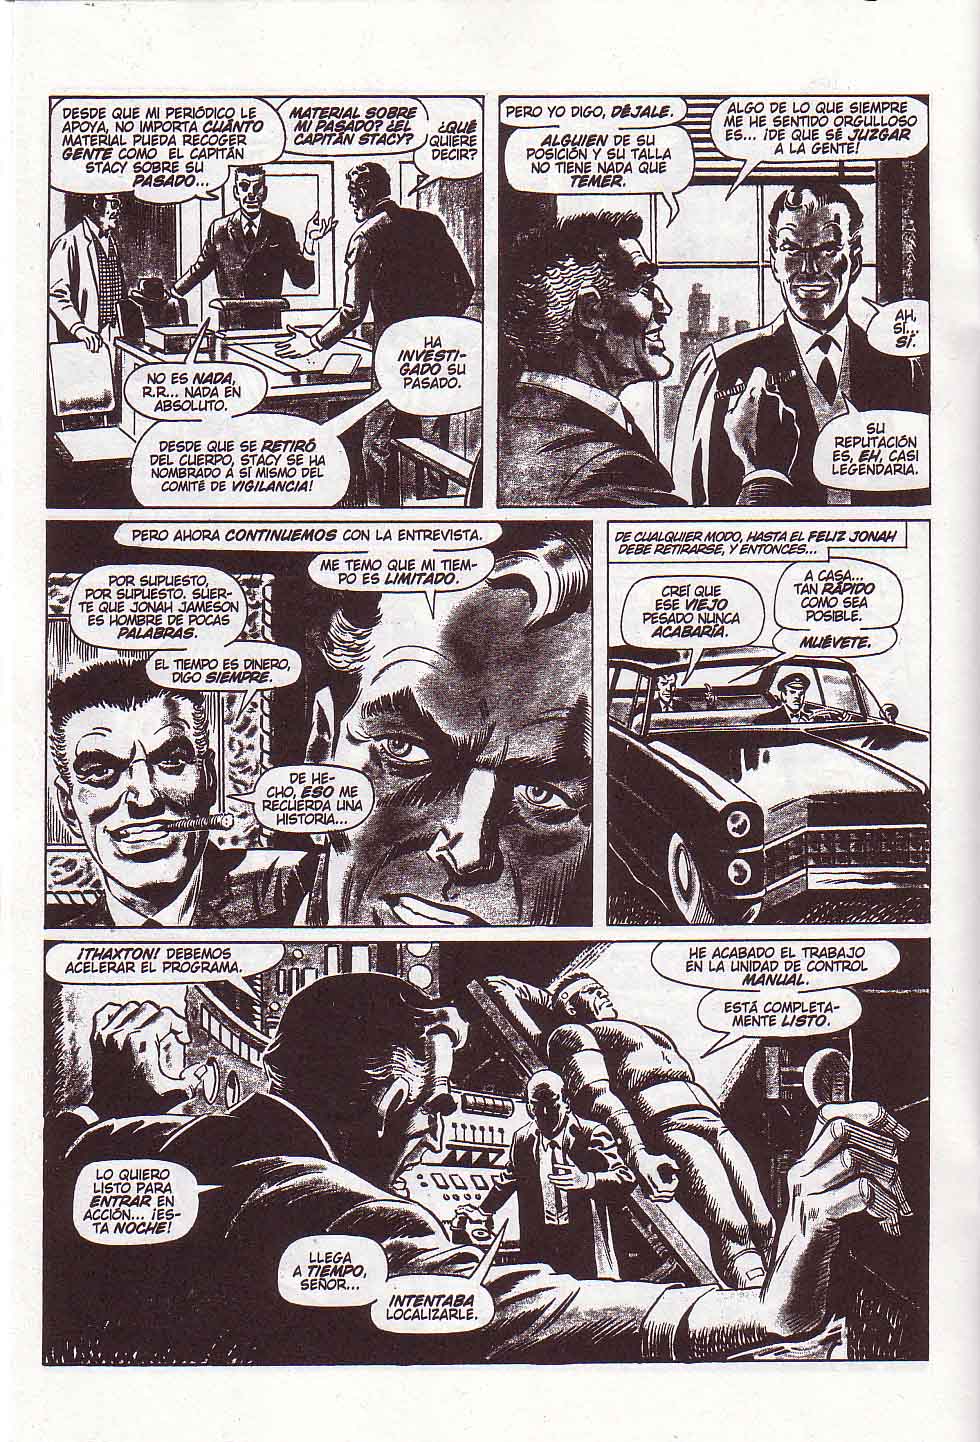 DESDE QUE MI PERIÓDICO LE
APOYA, NO IMPORTA CUÁNTO
MATERIAL PUEDA RECOGER
GENTE COMO EL CAPITÁN
STACY SOBRE SU
PASADO...
MATERIAL SOBRE
MI PASADO? ¿EL
CAPITÁN STACY?
¿QUÉ
QUIERE
DECIR?
NO ES NADA,
R.R... NADA EN
ABSOLUTO.
HA
INVESTI-
GADO SU
PASADO.
DESDE QUE SE RETIRÓ
DEL CUERPO, STACY SE HA
NOMBRADO A SÍ MISMO DEL
COMITÉ DE VIGILANCIA!
PERO YO DIGO, DÉJALE.
ALGUIEN DE SU
POSICIÓN Y SU TALLA
NO TIENE NADA QUE
TEMER.
ALGO DE LO QUE SIEMPRE
ME HE SENTIDO ORGULLOSO
ES... ¡DE QUE SÉ JUZGAR
A LA GENTE!
AH,
SÍ...
SÍ.
SU
REPUTACIÓN
ES, EH, CASI
LEGENDARIA.
PERO AHORA CONTINUEMOS CON LA ENTREVISTA.
ME TEMO QUE MI TIEM-
PO ES LIMITADO.
POR SUPUESTO,
POR SUPUESTO. SUER-
TE QUE JONAH JAMESON
ES HOMBRE DE POCAS
PALABRAS.
EL TIEMPO ES DINERO,
DIGO SIEMPRE.
DE HE-
CHO, ESO ME
RECUERDA UNA
HISTORIA...
DE CUALQUIER MODO, HASTA EL FELIZ JONAH
DEBE RETIRARSE, Y ENTONCES...
CREÍ QUE
ESE VIEJO
PESADO NUNCA
ACABARÍA.
A CASA...
TAN RÁPIDO
COMO SEA
POSIBLE.
MUÉVETE.
¡THAXTON! DEBEMOS
ACELERAR EL PROGRAMA.
HE ACABADO EL TRABAJO
EN LA UNIDAD DE CONTROL
MANUAL.
ESTÁ COMPLETA-
MENTE LISTO.
LO QUIERO
LISTO PARA
ENTRAR EN
ACCIÓN... ¡ES-
TA NOCHE!
LLEGA
A TIEMPO,
SEÑOR...
INTENTABA
LOCALIZARLE.